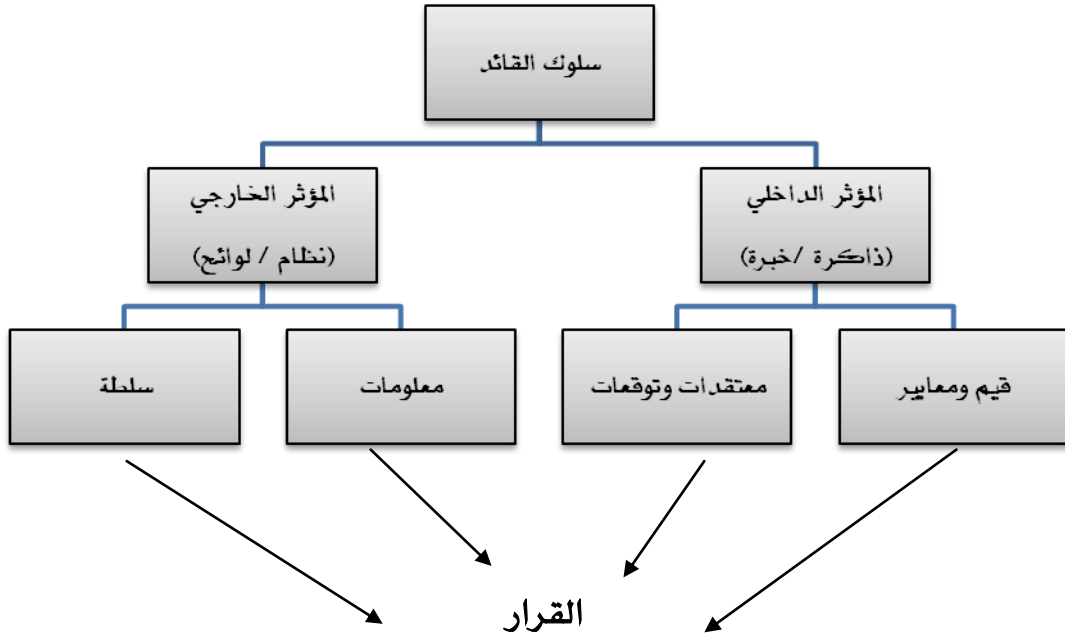 سلوك القائد
المؤثر الداخلي
(ذاكرة /خبرة)
المؤثر الخارجي
(نظام / لوائح)
قيم ومعايير
معتقدات وتوقعات
معلومات
سلطة
القرار